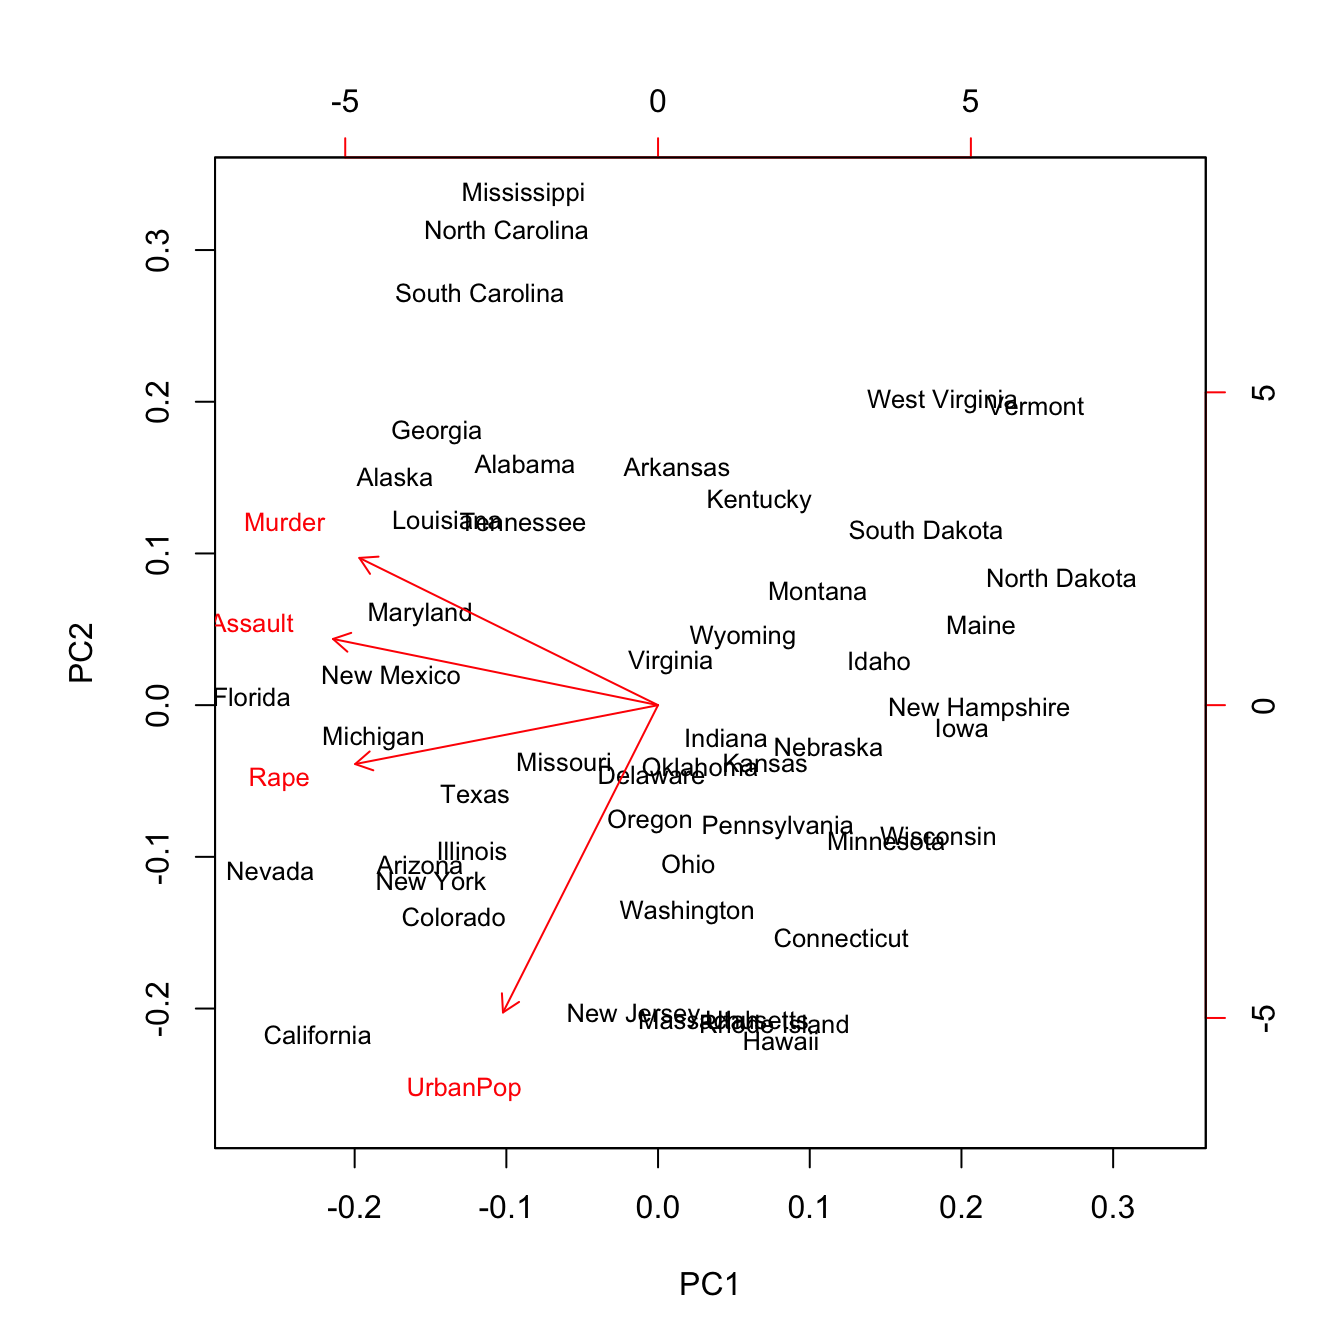 -5 0 5
Mississippi
North Carolina
0.3
South Carolina
0.2
West Virginia
Vermont
5
Georgia
Alabama
Arkansas
Alaska
Kentucky
Murder
Louisiana
Tennessee
South Dakota
0.1
North Dakota
Montana
Maryland
Assault
Maine
Wyoming
PC2
Virginia
Idaho
New Mexico
Florida
0.0
New Hampshire
0
Iowa
Michigan
Indiana
Nebraska
Missouri
Oklahoma
Kansas
Delaware
Rape
Texas
Oregon
Pennsylvania
Wisconsin
Minnesota
Illinois
-0.1
Arizona
Ohio
Nevada
New York
Washington
Colorado
Connecticut
-0.2
New Jersey
Massachusetts
Rhode Island
-5
California
Hawaii
UrbanPop
-0.2 -0.1 0.0 0.1 0.2 0.3
PC1